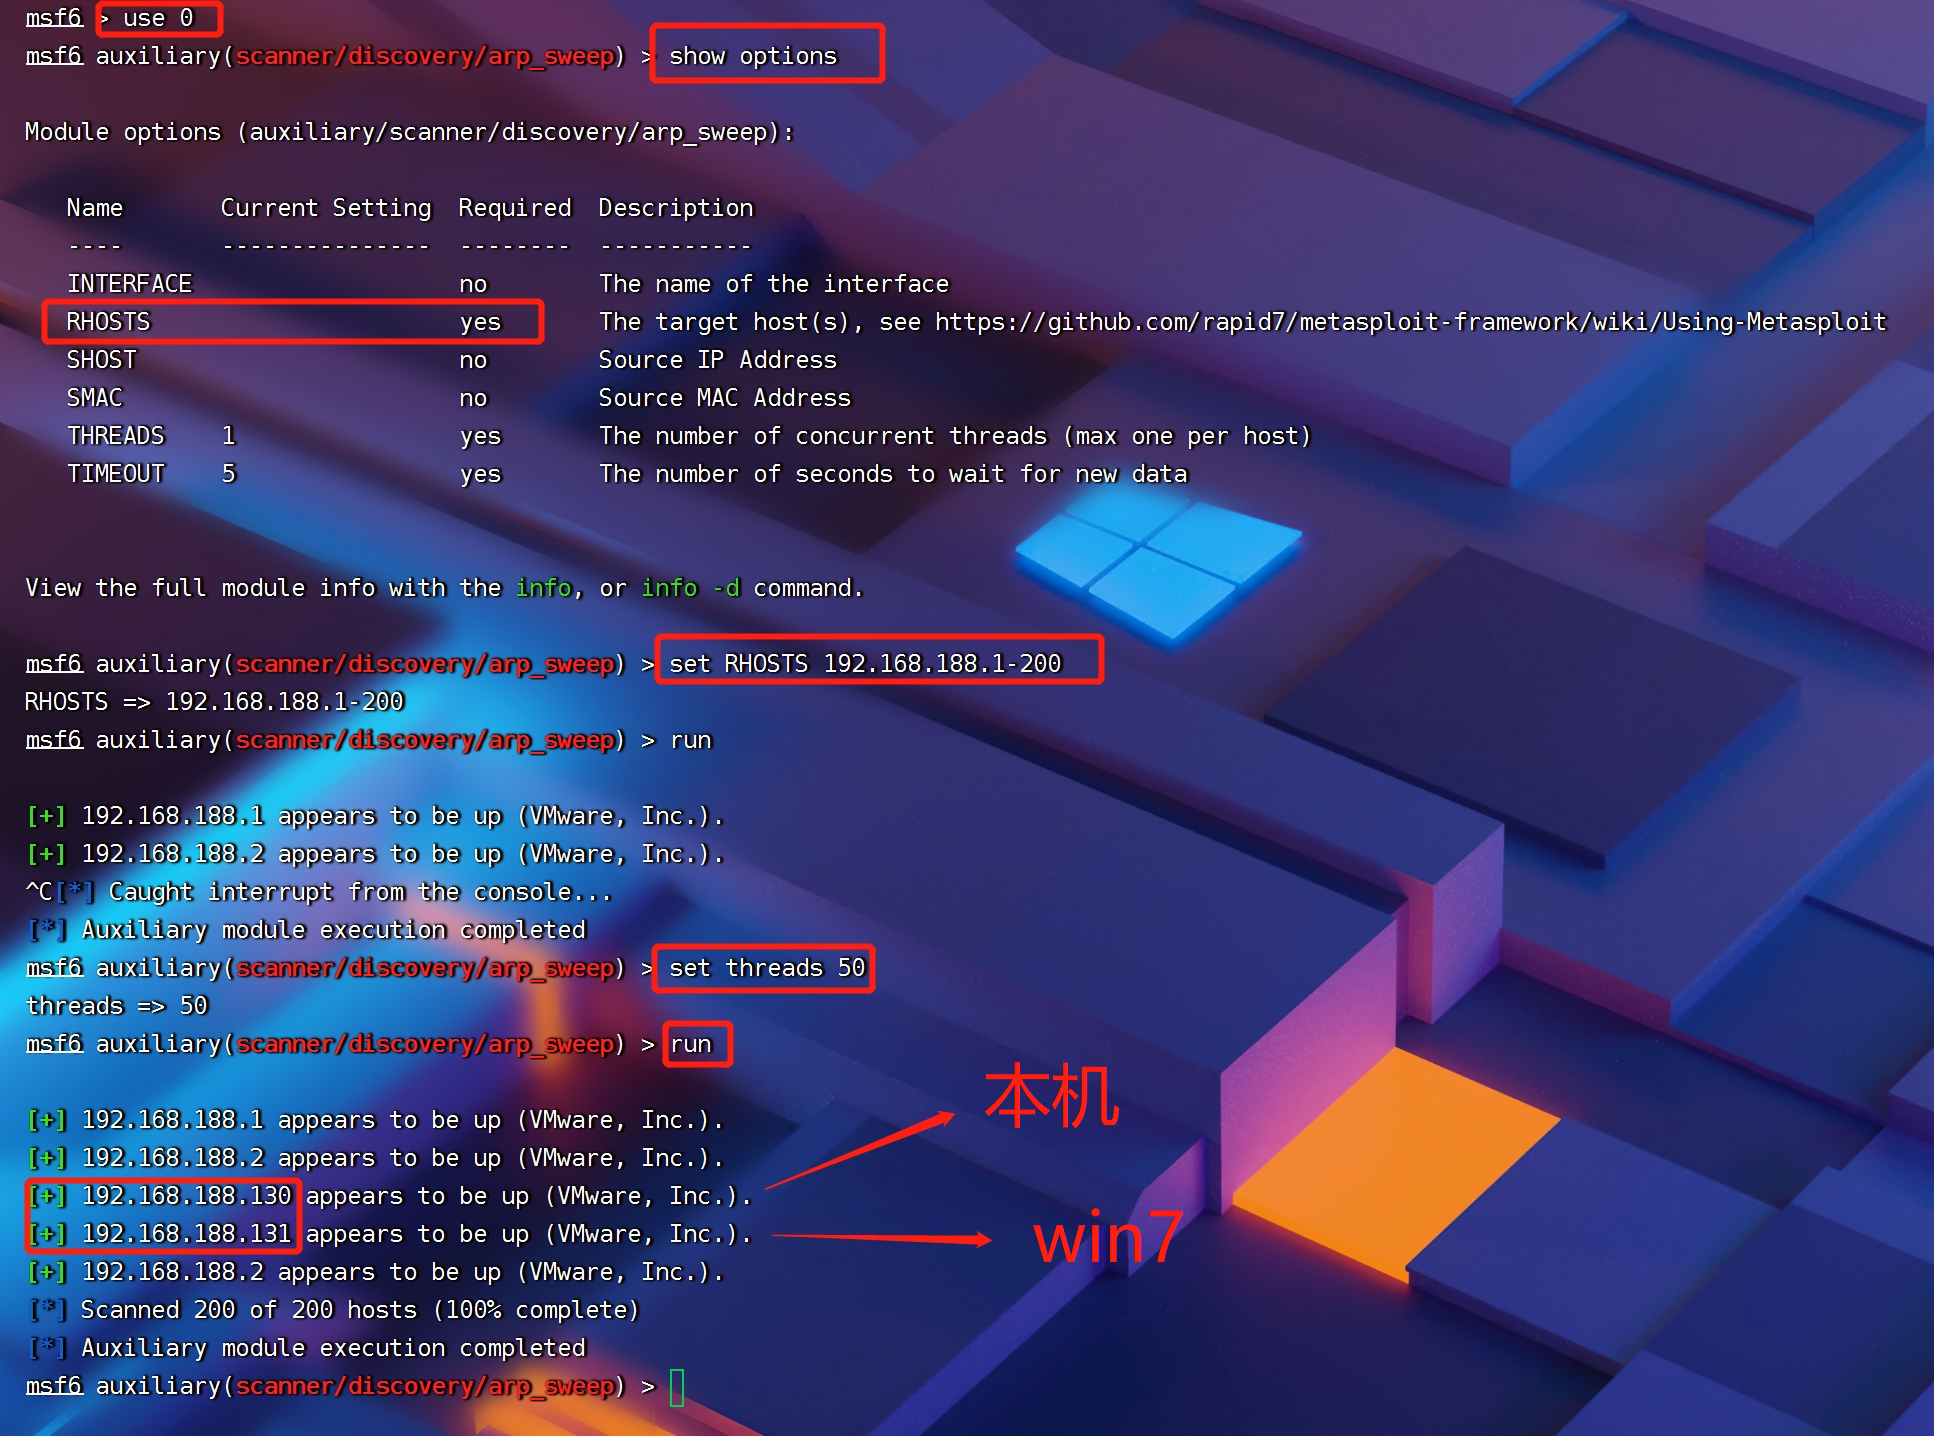 msf6 > use 0
msf6 auxiliary(scanner/discovery/arp_sweep) > show options
Module options (auxiliary/scanner/discovery/arp_sweep):
Name Current Setting Required Description
---- --------------- -------- -----------
INTERFACE no The name of the interface
RHOSTS yes The target host(s), see https://github.com/rapid7/metasploit-framework/wiki/Using-Metasploit
SHOST no Source IP Address
SMAC no Source MAC Address
THREADS 1 yes The number of concurrent threads (max one per host)
TIMEOUT 5 yes The number of seconds to wait for new data
View the full module info with the info, or info -d command.
msf6 auxiliary(scanner/discovery/arp_sweep) > set RHOSTS 192.168.188.1-200
RHOSTS => 192.168.188.1-200
msf6 auxiliary(scanner/discovery/arp_sweep) > run
[+] 192.168.188.1 appears to be up (VMware, Inc.).
[+] 192.168.188.2 appears to be up (VMware, Inc.).
^C[*] Caught interrupt from the console...
[*] Auxiliary module execution completed
msf6 auxiliary(scanner/discovery/arp_sweep) > set threads 50
threads => 50
msf6 auxiliary(scanner/discovery/arp_sweep) > run
[+] 192.168.188.1 appears to be up (VMware, Inc.).
[+] 192.168.188.2 appears to be up (VMware, Inc.).
[+] 192.168.188.130 appears to be up (VMware, Inc.). 本机
[+] 192.168.188.131 appears to be up (VMware, Inc.). win7
[+] 192.168.188.2 appears to be up (VMware, Inc.).
[*] Scanned 200 of 200 hosts (100% complete)
[*] Auxiliary module execution completed
msf6 auxiliary(scanner/discovery/arp_sweep) >